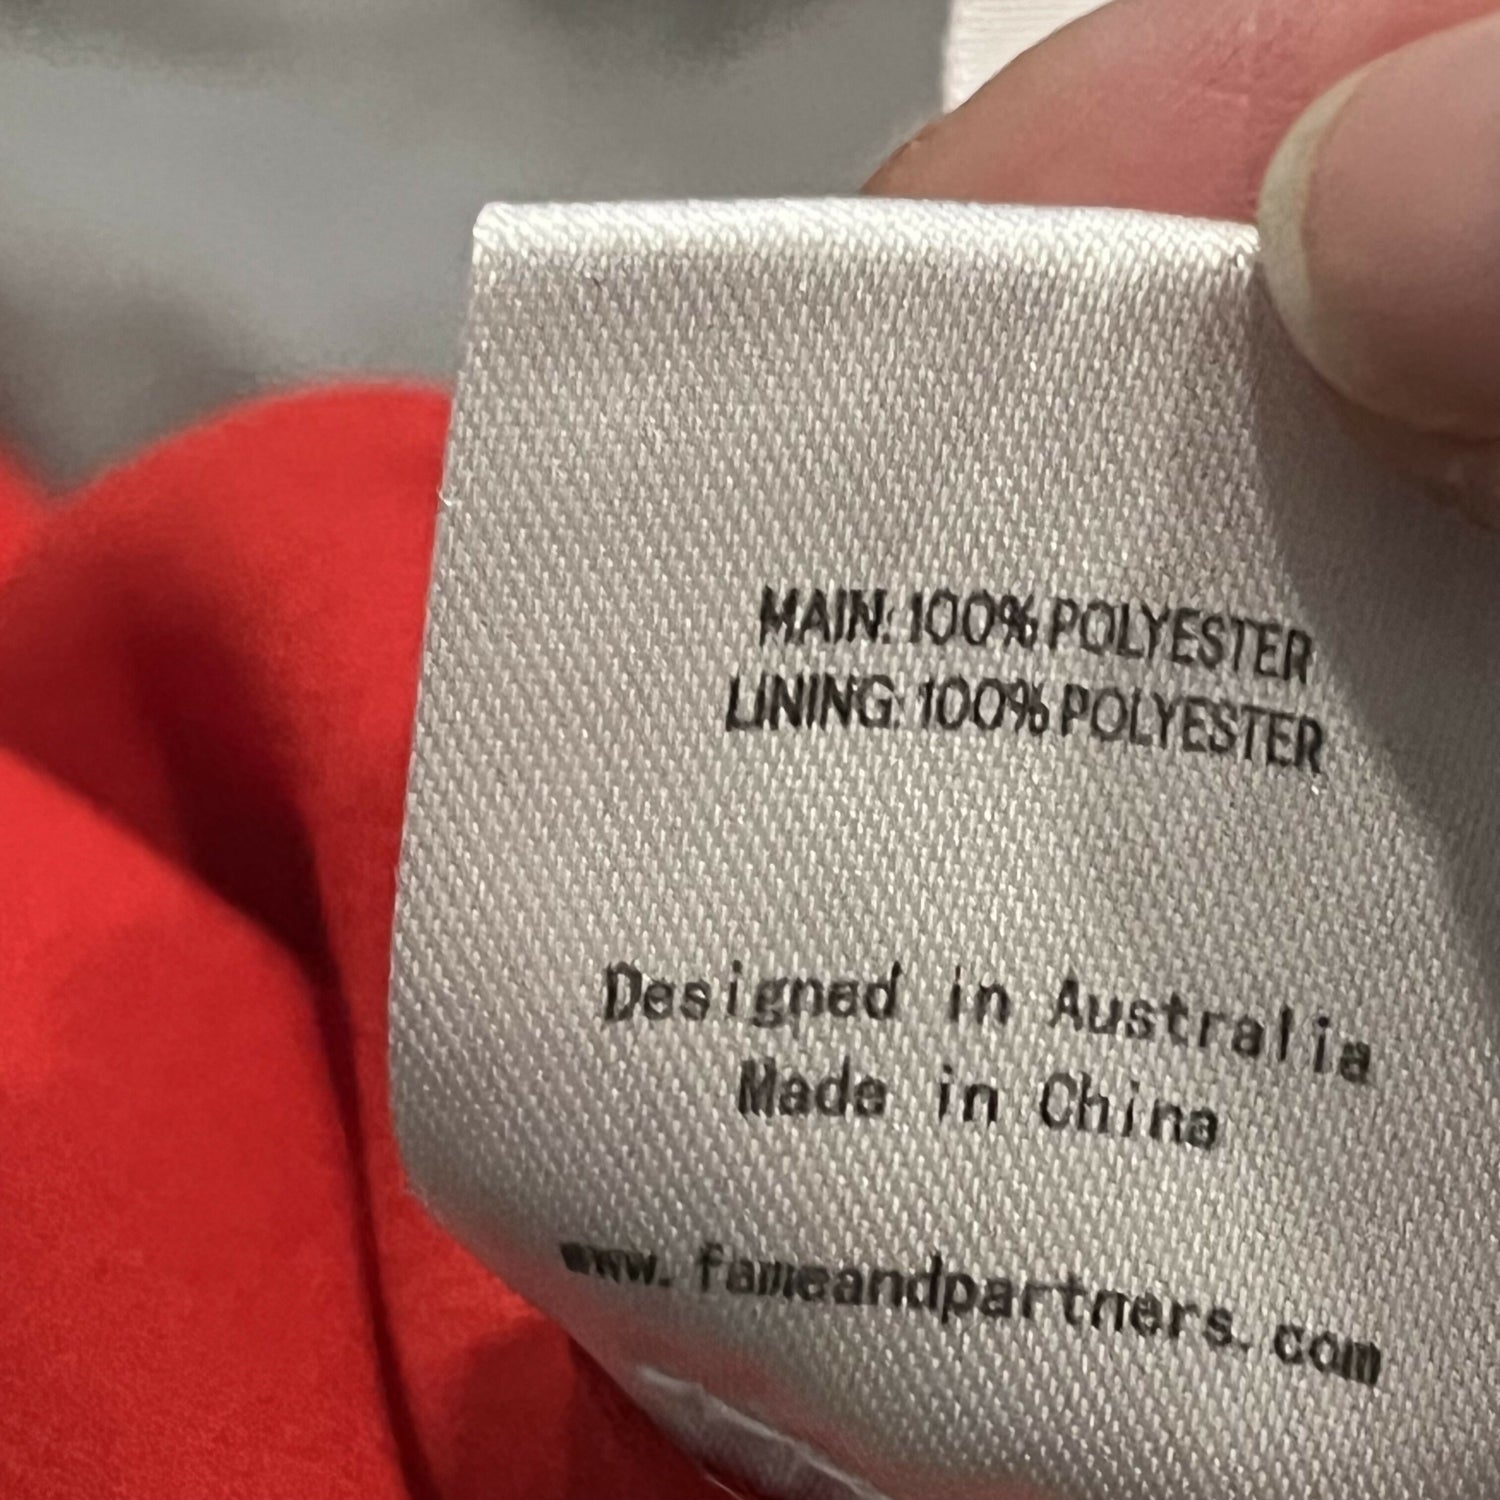 MAIN: 100% POLYESTER
LINING: 100% POLYESTER
Designed in Australia
Made in China
www.fameandpartners.com